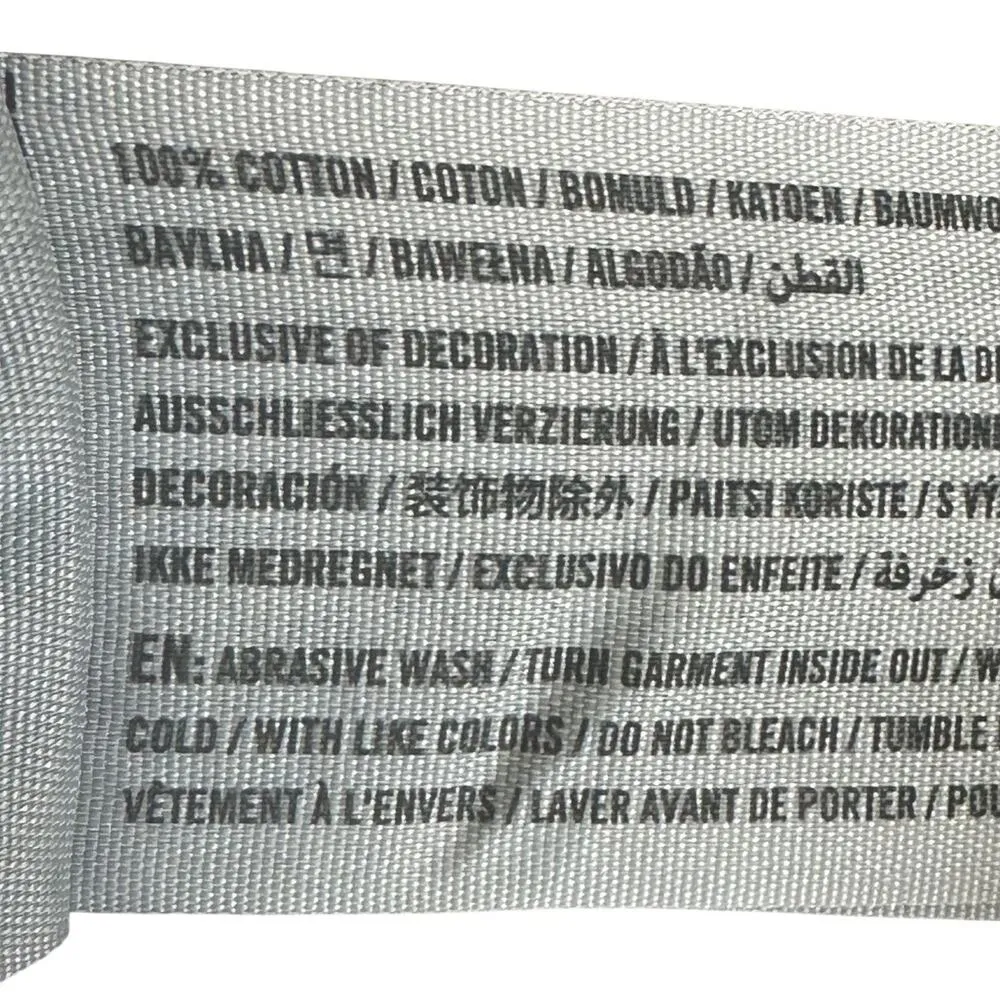 100% COTTON / COTON / BOMULD / KATOEN / BAUMWO
BAVLNA / 면 / BAWEŁNA / ALGODÃO / القطن
EXCLUSIVE OF DECORATION / À L'EXCLUSION DE LA D
AUSSCHLIESSLICH VERZIERUNG / UTOM DEKORATION
DECORACIÓN / 装饰物除外 / PAITSI KORISTE / S VÝ
IKKE MEDREGNET / EXCLUSIVO DO ENFEITE / زخرفة
EN: ABRASIVE WASH / TURN GARMENT INSIDE OUT / W
COLD / WITH LIKE COLORS / DO NOT BLEACH / TUMBLE
VÊTEMENT À L'ENVERS / LAVER AVANT DE PORTER / POU